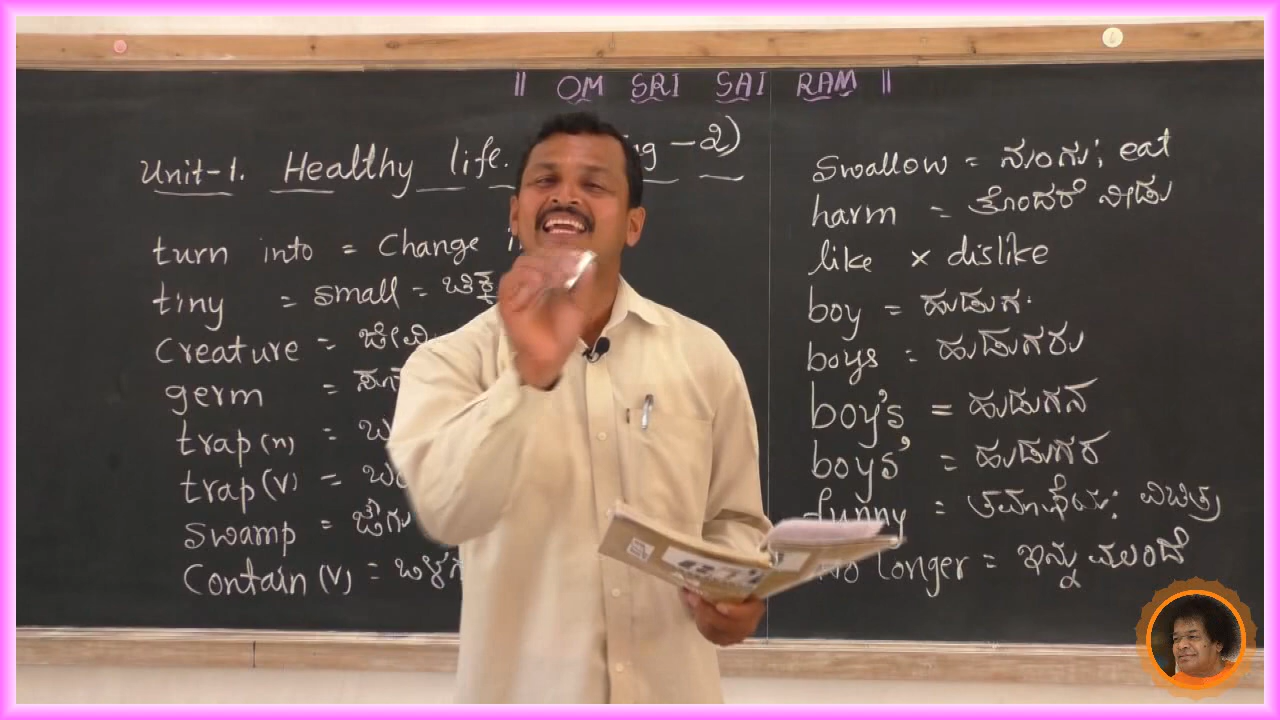 ॥ OM SRI SAI RAM ॥
Unit-1. Healthy life. -೨)
turn into = Change
tiny = small = ಚಿಕ್ಕ
Creature =
germ =
trap (n) =
trap (v) =
swamp =
Contain (v) =
swallow = ನುಂಗು; eat
harm = ತೊಂದರೆ ನೀಡು
like × dislike
boy = ಹುಡುಗ.
boys = ಹುಡುಗರು
boy's = ಹುಡುಗನ
boys' = ಹುಡುಗರ
funny = ತಮಾಷೆಯ; ವಿಚಿತ್ರ
no longer = ಇನ್ನು ಮುಂದೆ